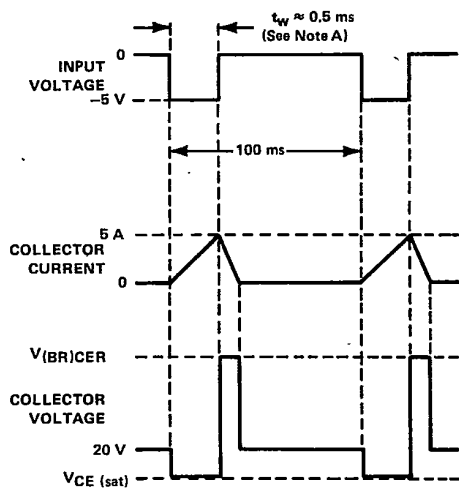 tw ≈ 0.5 ms
(See Note A)
0
INPUT
VOLTAGE
–5 V
100 ms
5 A
COLLECTOR
CURRENT
0
V(BR)CER
COLLECTOR
VOLTAGE
20 V
VCE (sat)